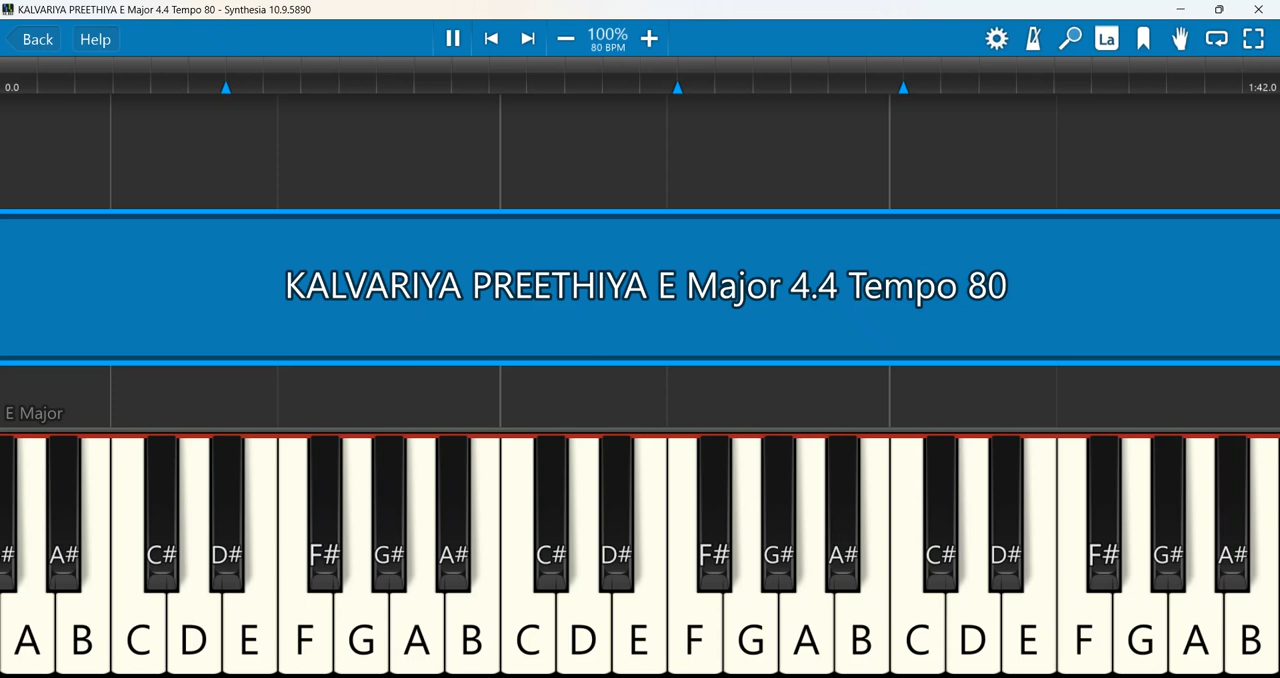 KALVARIYA PREETHIYA E Major 4.4 Tempo 80 - Synthesia 10.9.5890
Back Help 100% La
80 BPM
0.0 1:42.0
KALVARIYA PREETHIYA E Major 4.4 Tempo 80
E Major
# A# C# D# F# G# A# C# D# F# G# A# C# D# F# G# A#
A B C D E F G A B C D E F G A B C D E F G A B